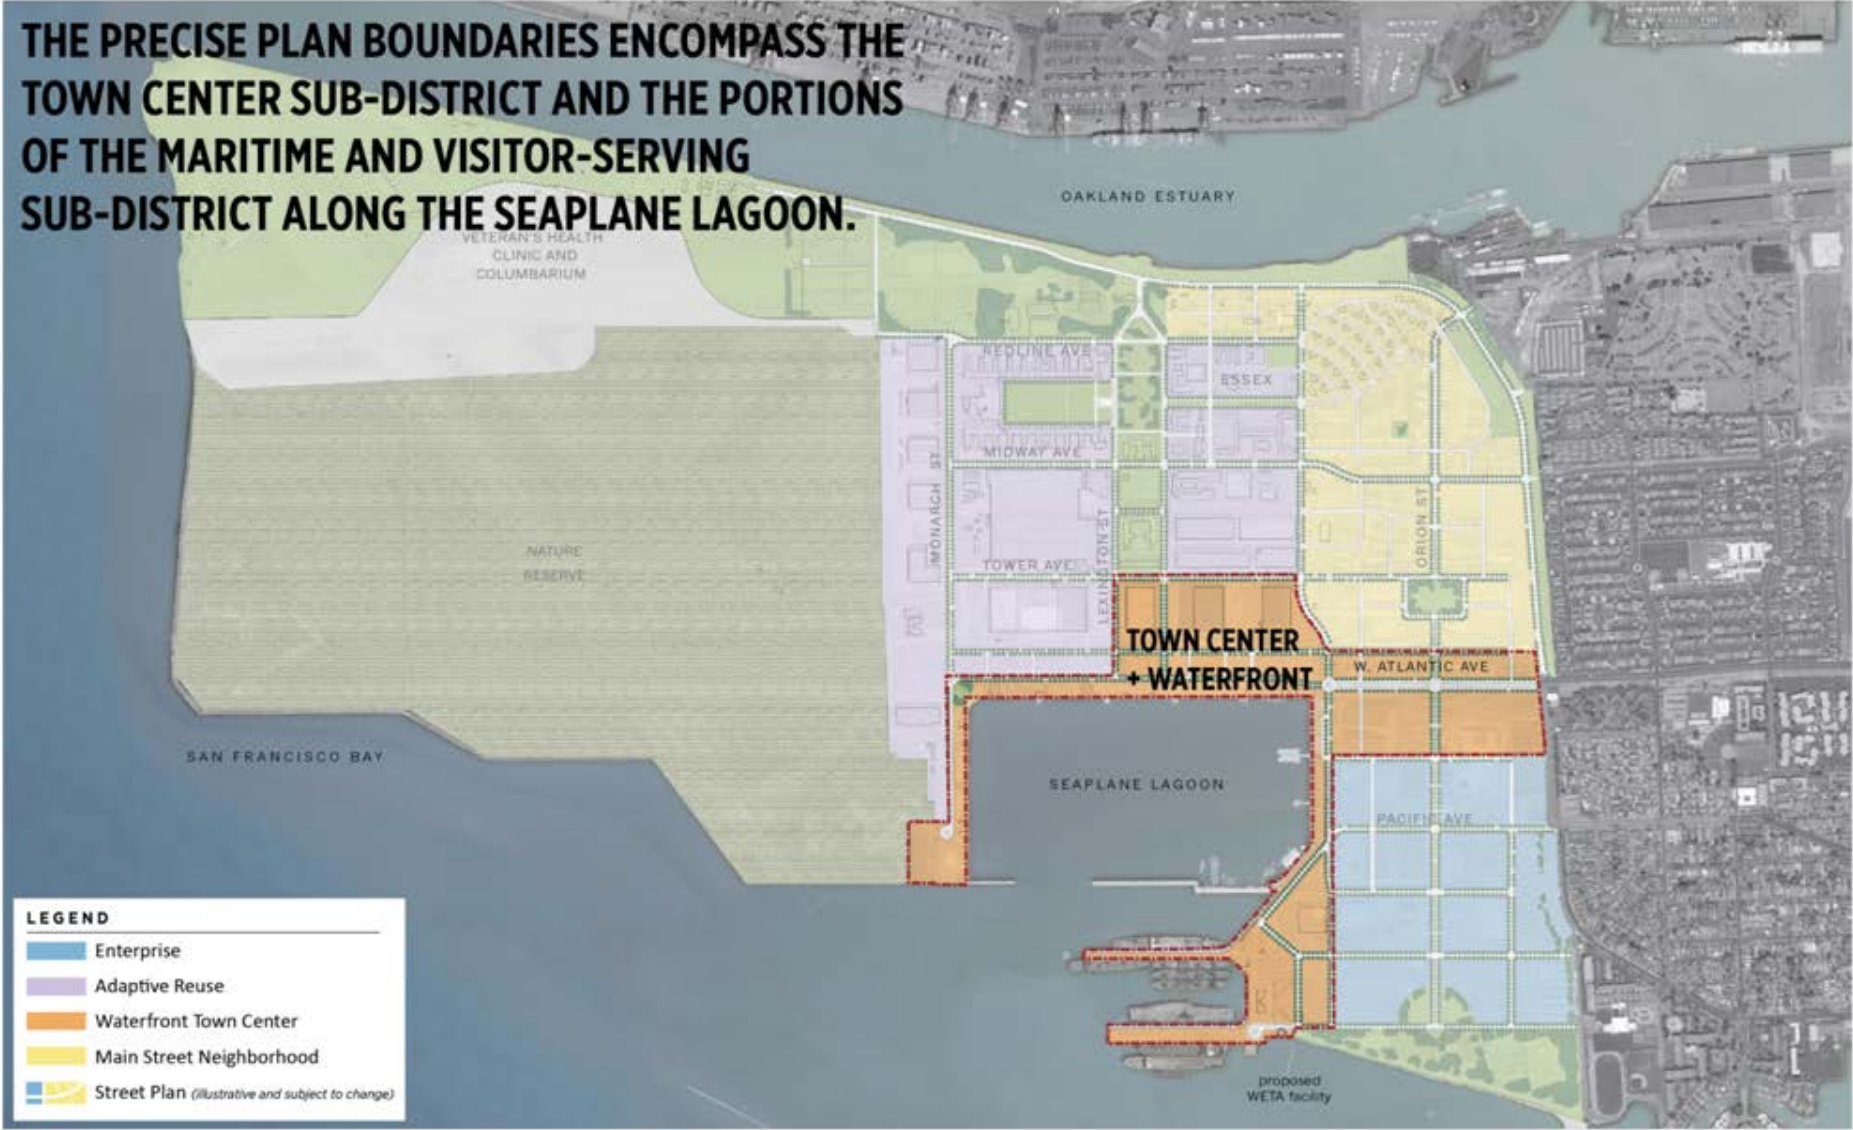 THE PRECISE PLAN BOUNDARIES ENCOMPASS THE
TOWN CENTER SUB-DISTRICT AND THE PORTIONS
OF THE MARITIME AND VISITOR-SERVING
SUB-DISTRICT ALONG THE SEAPLANE LAGOON.
OAKLAND ESTUARY
VETERAN'S HEALTH
CLINIC AND
COLUMBARIUM
REDLINE AVE
ESSEX
MIDWAY AVE
MONARCH ST
LEXINGTON ST
ORION ST
NATURE
RESERVE
TOWER AVE
TOWN CENTER
+ WATERFRONT
W. ATLANTIC AVE
SAN FRANCISCO BAY
SEAPLANE LAGOON
PACIFIC AVE
LEGEND
Enterprise
Adaptive Reuse
Waterfront Town Center
Main Street Neighborhood
Street Plan (illustrative and subject to change)
proposed
WETA facility